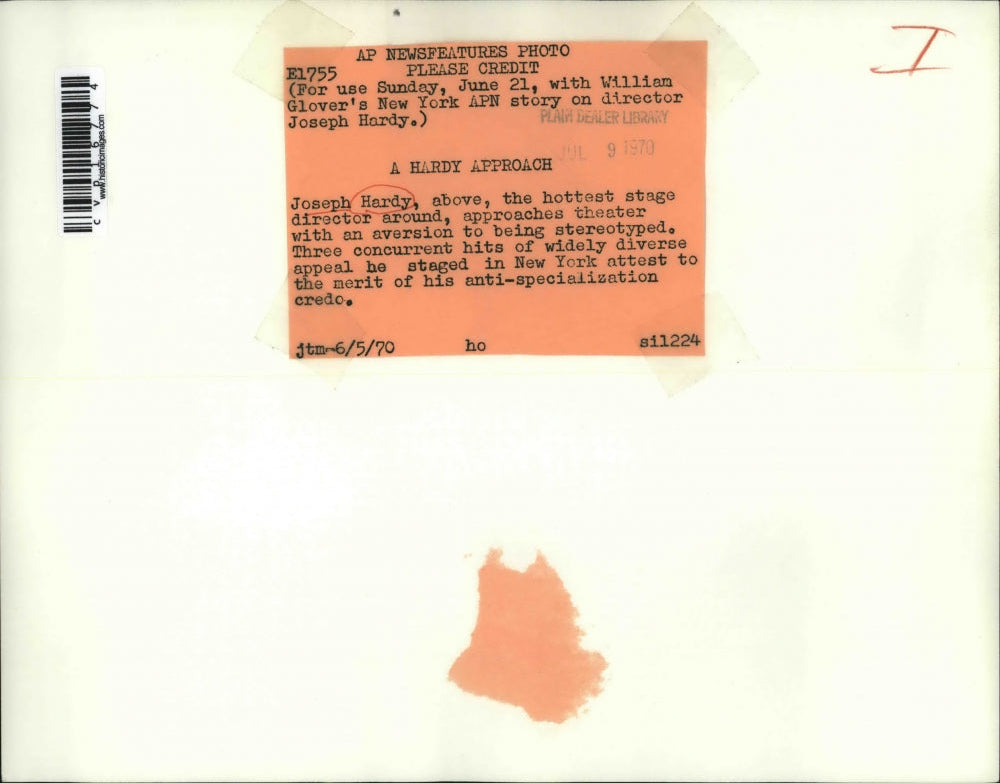 AP NEWSFEATURES PHOTO
E1755 PLEASE CREDIT
(For use Sunday, June 21, with William
Glover's New York APN story on director
Joseph Hardy.)
PLAIN DEALER LIBRARY
JUL 9 1970
A HARDY APPROACH
Joseph Hardy, above, the hottest stage
director around, approaches theater
with an aversion to being stereotyped.
Three concurrent hits of widely diverse
appeal he staged in New York attest to
the merit of his anti-specialization
credo.
jtm-6/5/70 ho sil224
I
www.historicimages.com